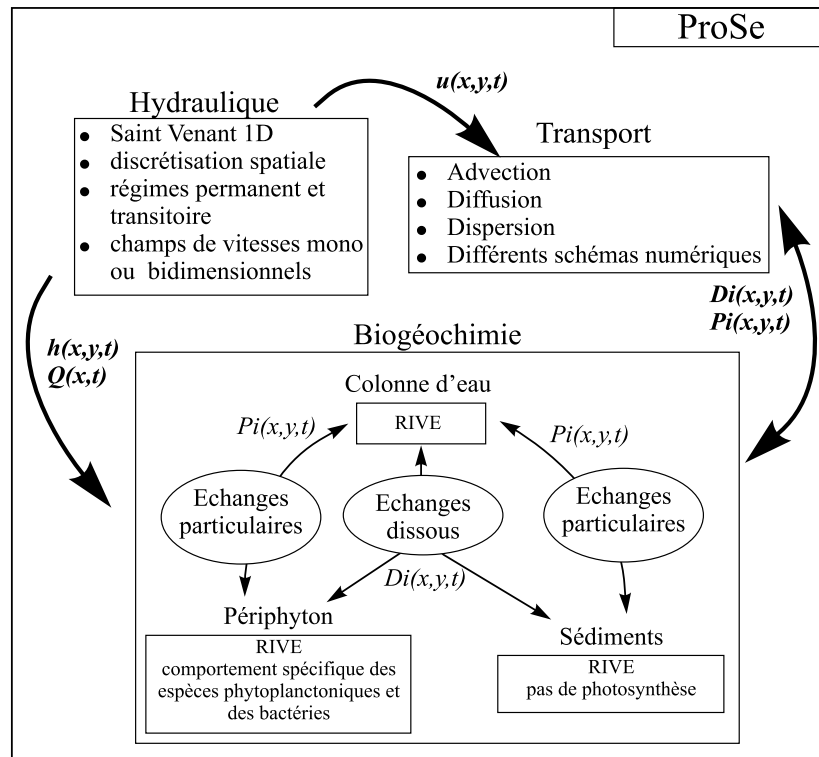 ProSe
u(x,y,t)
Hydraulique
• Saint Venant 1D
• discrétisation spatiale
• régimes permanent et
transitoire
• champs de vitesses mono
ou bidimensionnels
Transport
• Advection
• Diffusion
• Dispersion
• Différents schémas numériques
Di(x,y,t)
Pi(x,y,t)
h(x,y,t)
Q(x,t)
Biogéochimie
Colonne d'eau
RIVE
Pi(x,y,t)
Pi(x,y,t)
Echanges
particulaires
Echanges
dissous
Echanges
particulaires
Di(x,y,t)
Périphyton
RIVE
comportement spécifique des
espèces phytoplanctoniques et
des bactéries
Sédiments
RIVE
pas de photosynthèse